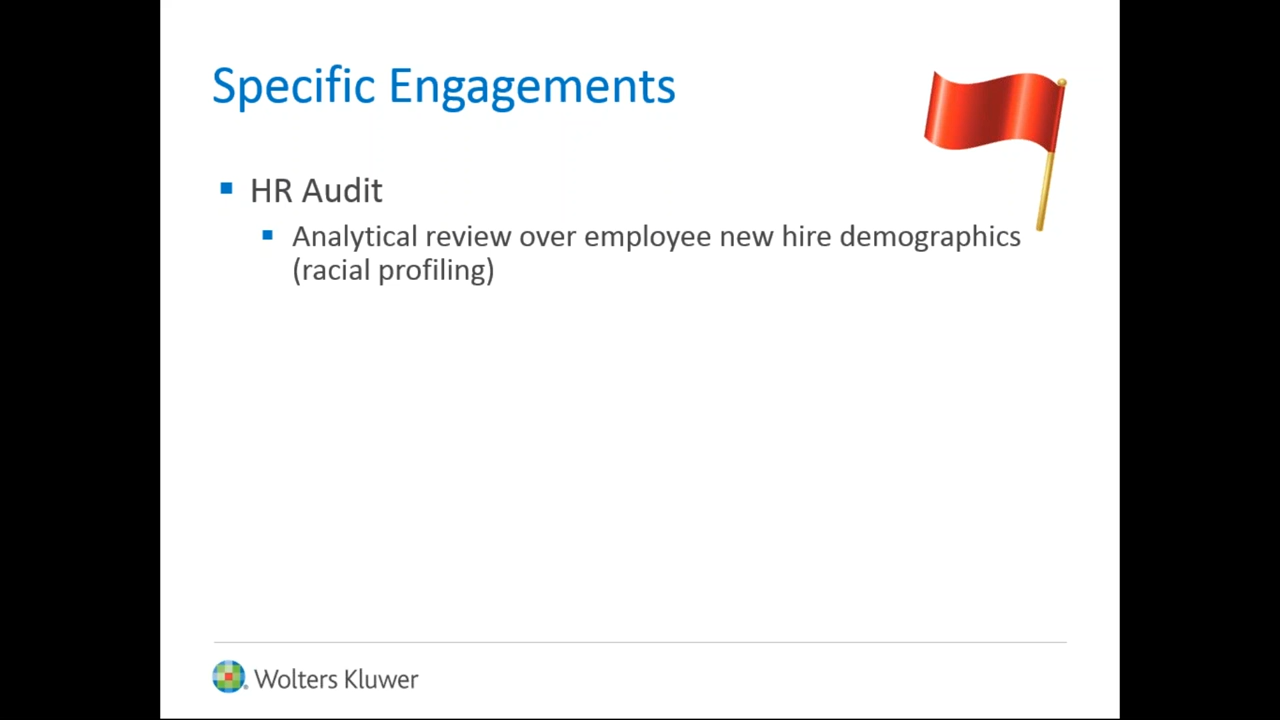 Specific Engagements
HR Audit
Analytical review over employee new hire demographics
(racial profiling)
Wolters Kluwer